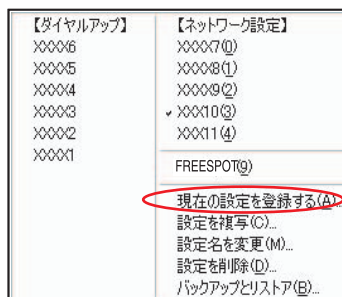 【ダイヤルアップ】
XXXX6
XXXX5
XXXX4
XXXX3
XXXX2
XXXX1
【ネットワーク設定】
XXXX7(0)
XXXX8(1)
XXXX9(2)
✓ XXX10(3)
XXX11(4)
FREESPOT(9)
現在の設定を登録する(A)...
設定を複写(C)...
設定名を変更(M)...
設定を削除(D)...
バックアップとリストア(B)...